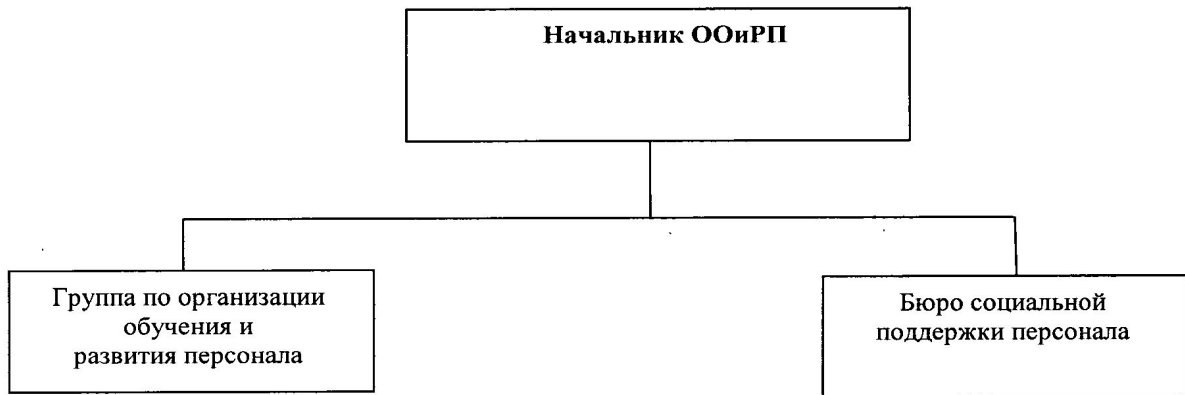 Начальник ООиРП
Группа по организации
обучения и
развития персонала
Бюро социальной
поддержки персонала